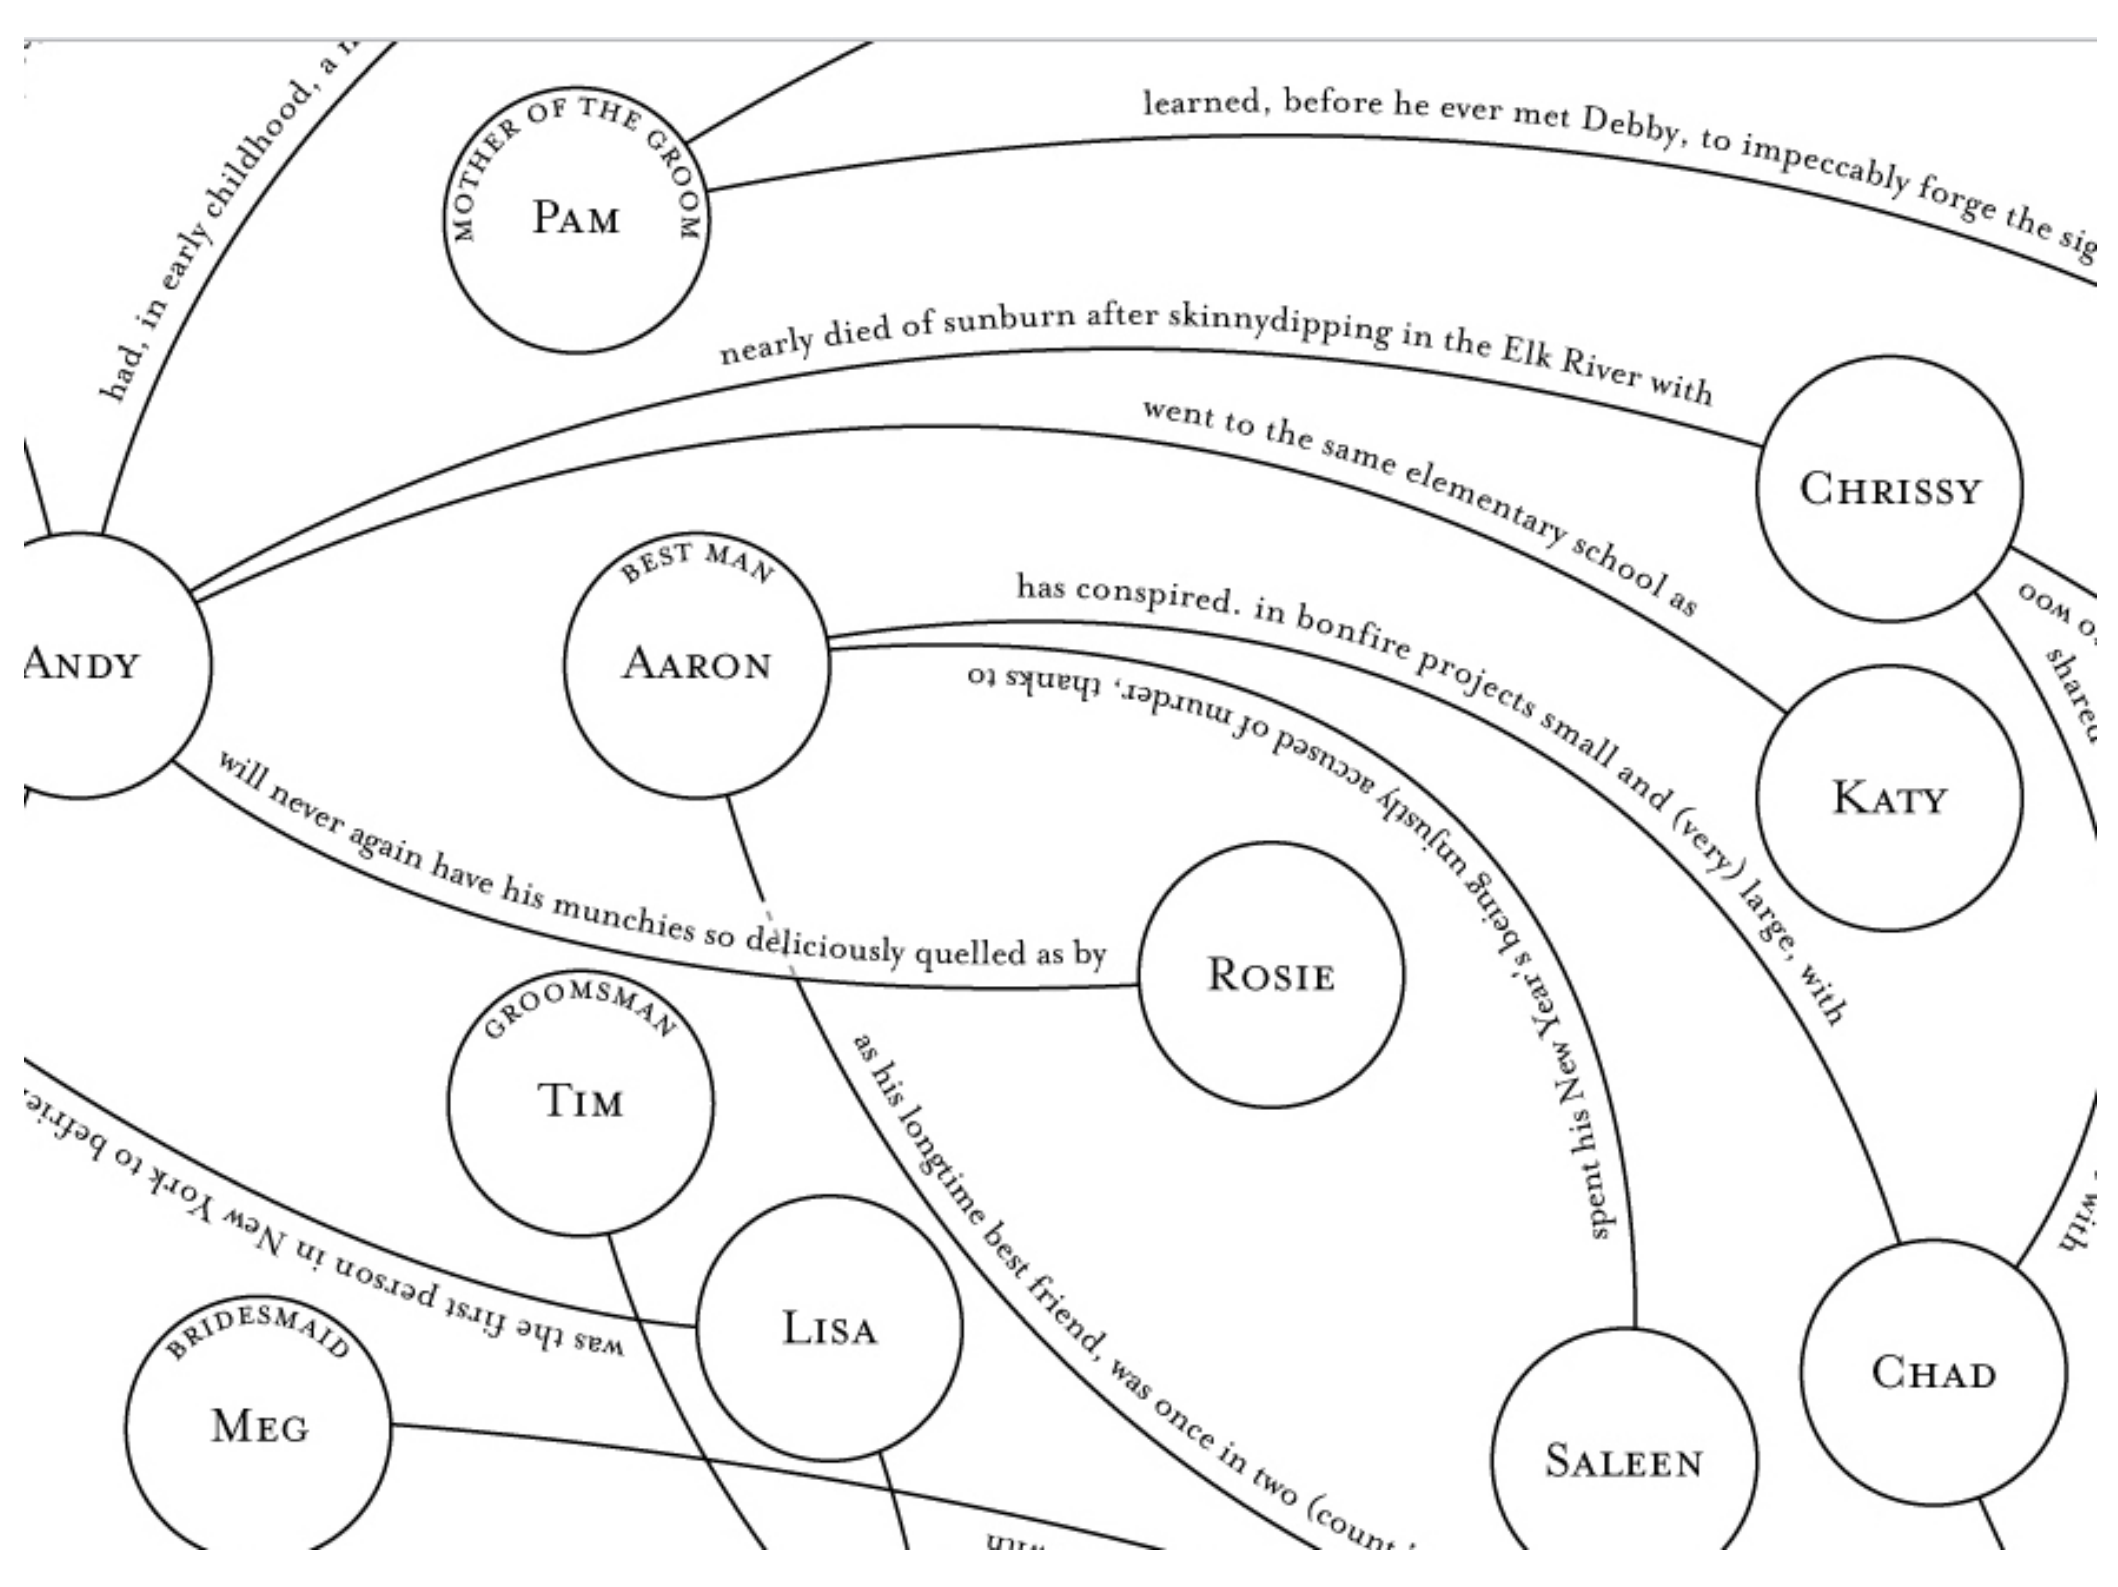 had, in early childhood, a
MOTHER OF THE GROOM
PAM
learned, before he ever met Debby, to impeccably forge the
nearly died of sunburn after skinnydipping in the Elk River with
went to the same elementary school as
CHRISSY
BEST MAN
AARON
ANDY
has conspired. in bonfire projects small and (very) large, with
spent his New Year's being unjustly accused of murder, thanks to
woo
shared
KATY
will never again have his munchies so deliciously quelled as by
ROSIE
GROOMSMAN
TIM
as his longtime best friend, was once in two (count
was the first person in New York to
LISA
BRIDESMAID
MEG
SALEEN
CHAD
with